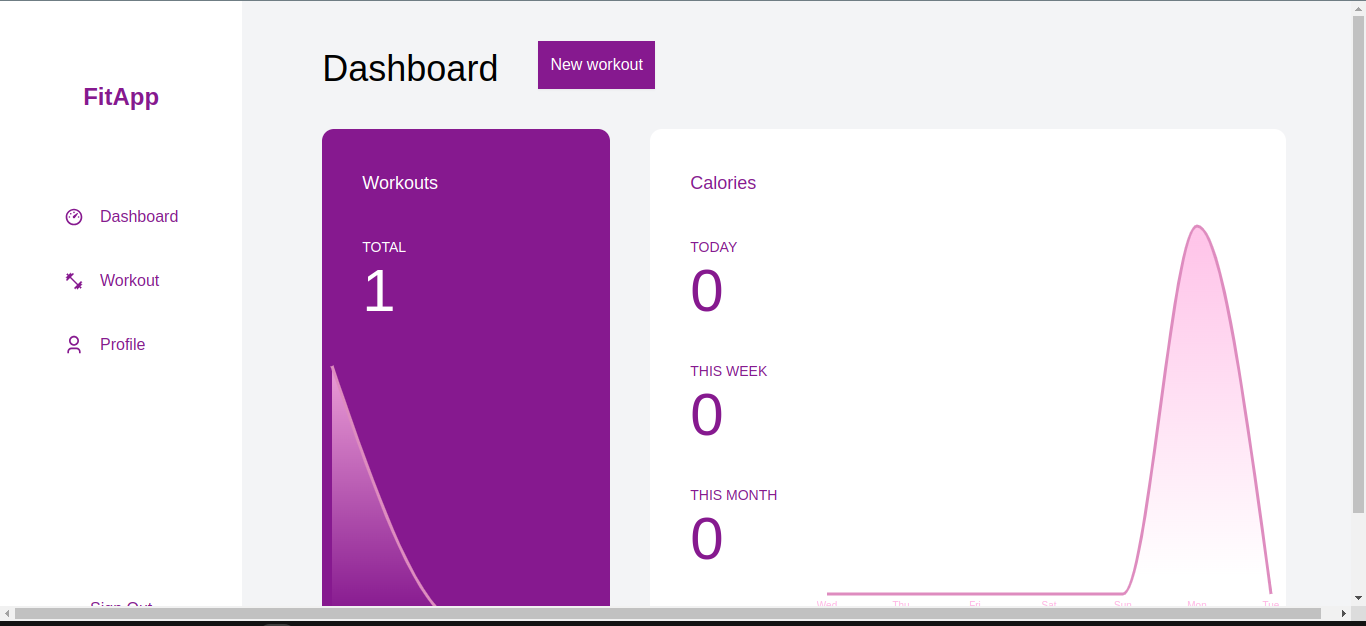 FitApp
Dashboard
Workout
Profile
Sign Out
Dashboard
New workout
Workouts
TOTAL
1
Calories
TODAY
0
THIS WEEK
0
THIS MONTH
0
Wed Thu Fri Sat Sun Mon Tue